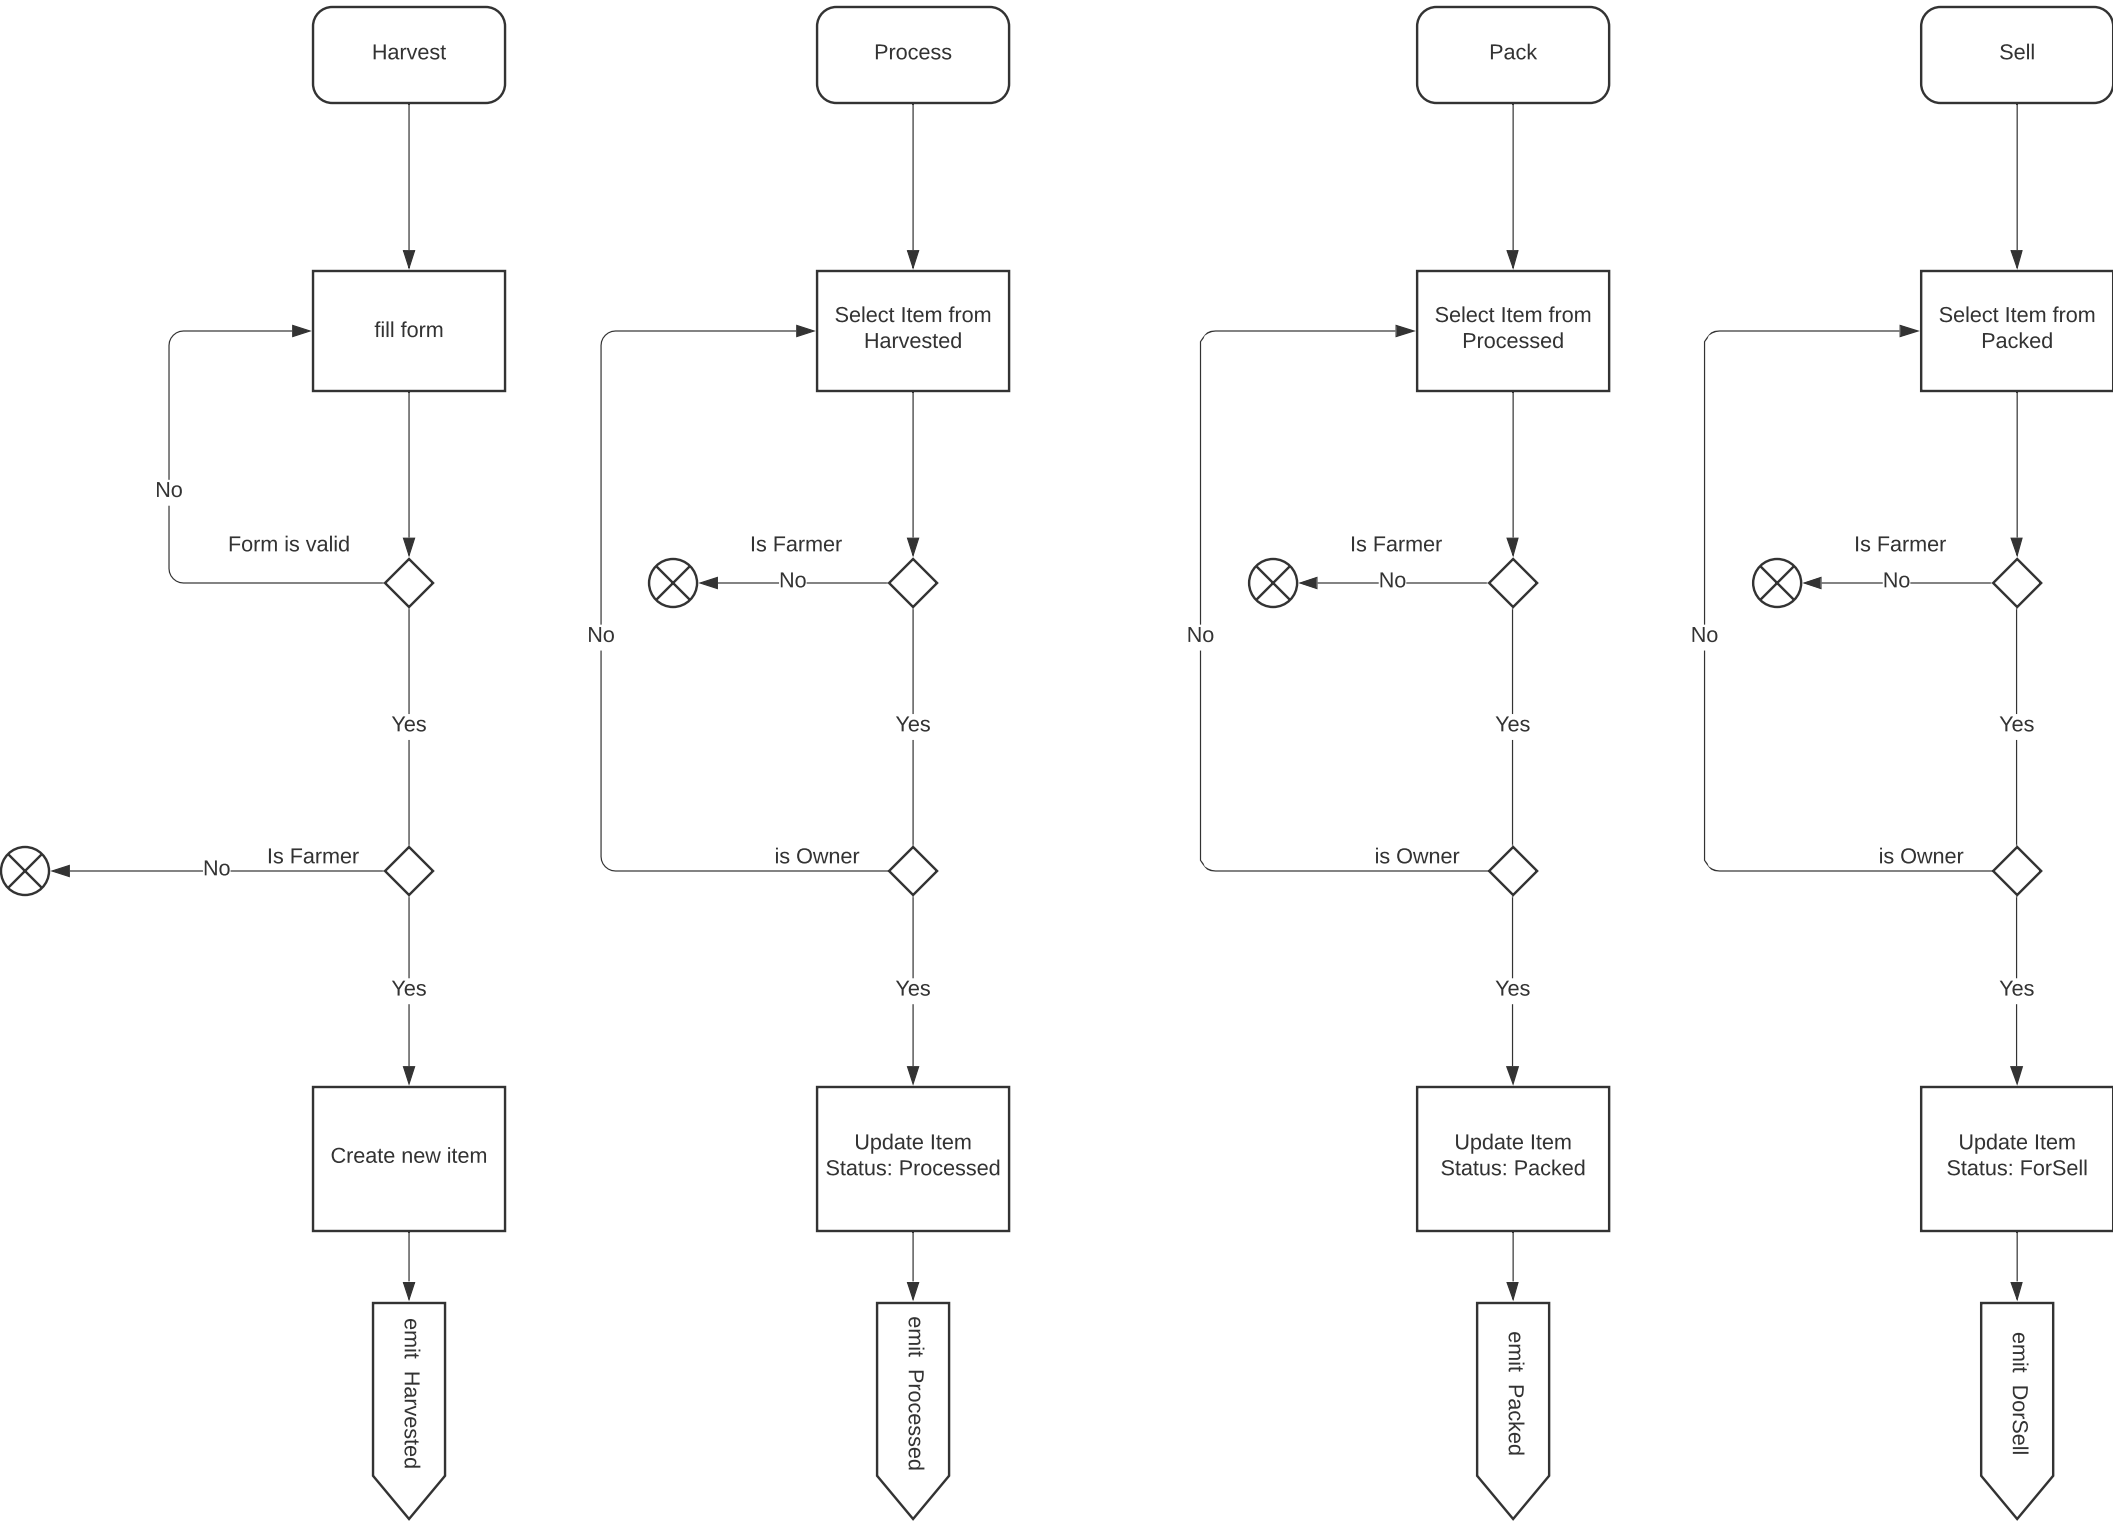 Harvest
fill form
No
Form is valid
Yes
Is Farmer
No
Yes
Create new item
emit Harvested
Process
Select Item from
Harvested
Is Farmer
No
No
Yes
is Owner
Yes
Update Item
Status: Processed
emit Processed
Pack
Select Item from
Processed
Is Farmer
No
No
Yes
is Owner
Yes
Update Item
Status: Packed
emit Packed
Sell
Select Item from
Packed
Is Farmer
No
No
Yes
is Owner
Yes
Update Item
Status: ForSell
emit DorSell